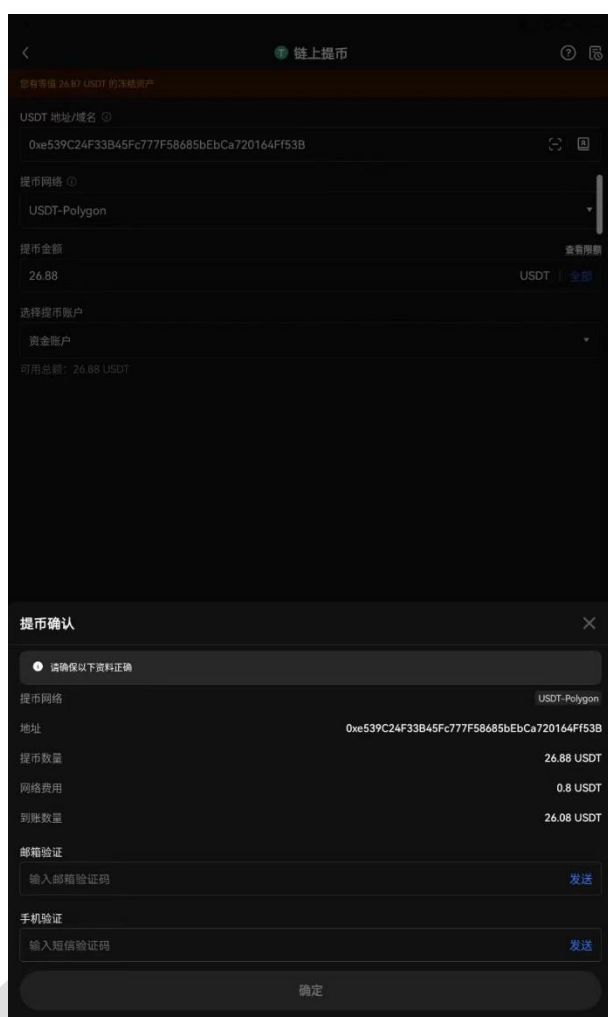 链上提币
您有等值 26.87 USDT 的冻结资产
USDT 地址/域名
0xe539C24F33B45Fc777F58685bEbCa720164Ff53B
提币网络
USDT-Polygon
提币金额 查看限额
26.88 USDT 全部
选择提币账户
资金账户
可用总额：26.88 USDT
提币确认
请确保以下资料正确
提币网络 USDT-Polygon
地址 0xe539C24F33B45Fc777F58685bEbCa720164Ff53B
提币数量 26.88 USDT
网络费用 0.8 USDT
到账数量 26.08 USDT
邮箱验证
输入邮箱验证码 发送
手机验证
输入短信验证码 发送
确定